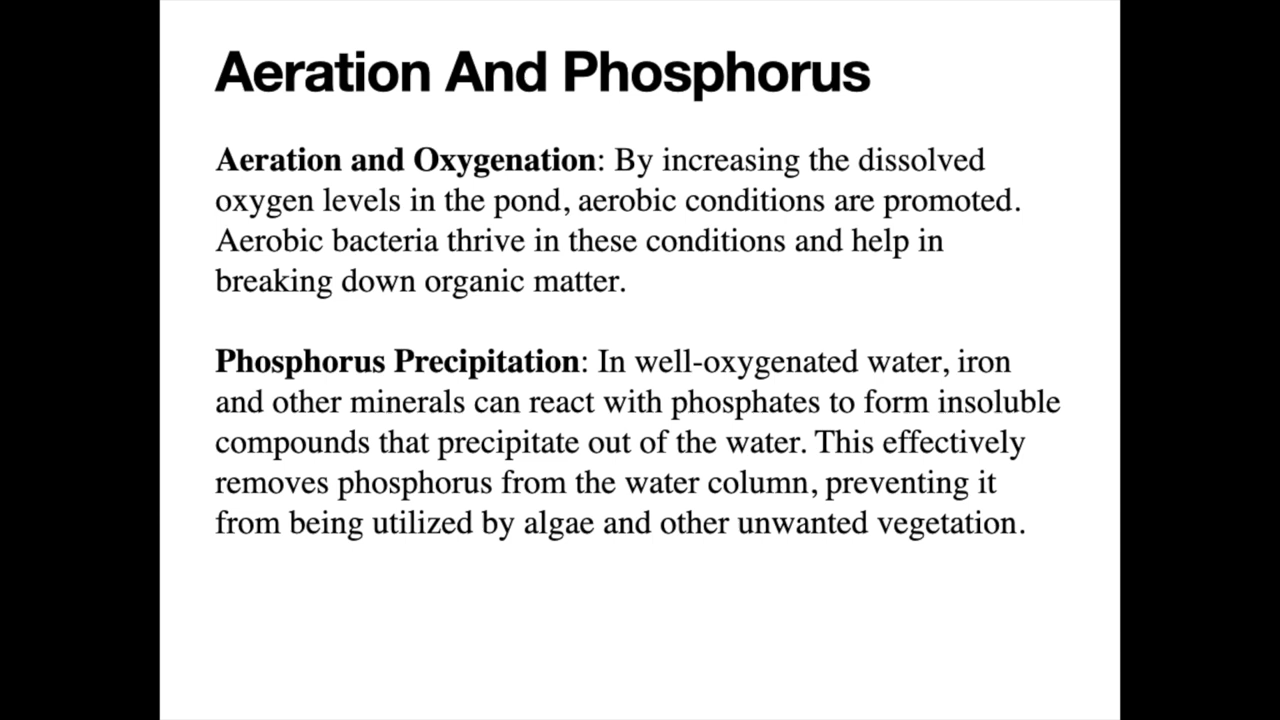 Aeration And Phosphorus
Aeration and Oxygenation: By increasing the dissolved
oxygen levels in the pond, aerobic conditions are promoted.
Aerobic bacteria thrive in these conditions and help in
breaking down organic matter.
Phosphorus Precipitation: In well-oxygenated water, iron
and other minerals can react with phosphates to form insoluble
compounds that precipitate out of the water. This effectively
removes phosphorus from the water column, preventing it
from being utilized by algae and other unwanted vegetation.